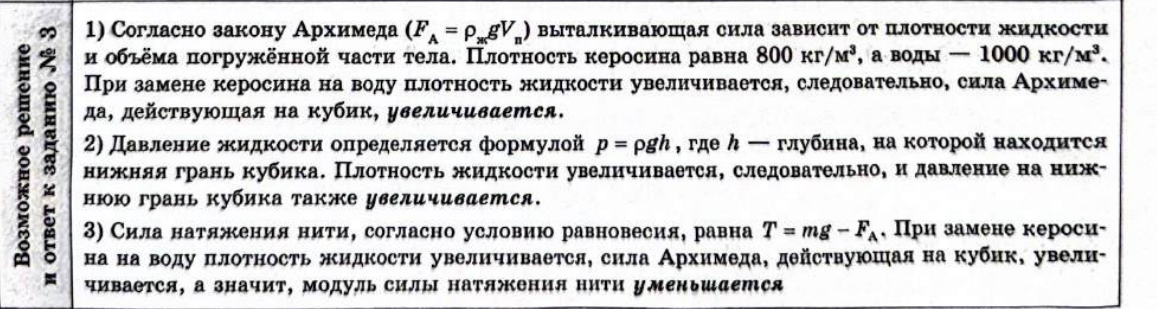 Возможное решение
и ответ к заданию № 3
1) Согласно закону Архимеда (F_А = ρ_ж gV_п) выталкивающая сила зависит от плотности жидкости
и объёма погружённой части тела. Плотность керосина равна 800 кг/м³, а воды — 1000 кг/м³.
При замене керосина на воду плотность жидкости увеличивается, следовательно, сила Архиме-
да, действующая на кубик, увеличивается.
2) Давление жидкости определяется формулой p = ρgh, где h — глубина, на которой находится
нижняя грань кубика. Плотность жидкости увеличивается, следовательно, и давление на ниж-
нюю грань кубика также увеличивается.
3) Сила натяжения нити, согласно условию равновесия, равна T = mg – F_А. При замене кероси-
на на воду плотность жидкости увеличивается, сила Архимеда, действующая на кубик, увели-
чивается, а значит, модуль силы натяжения нити уменьшается